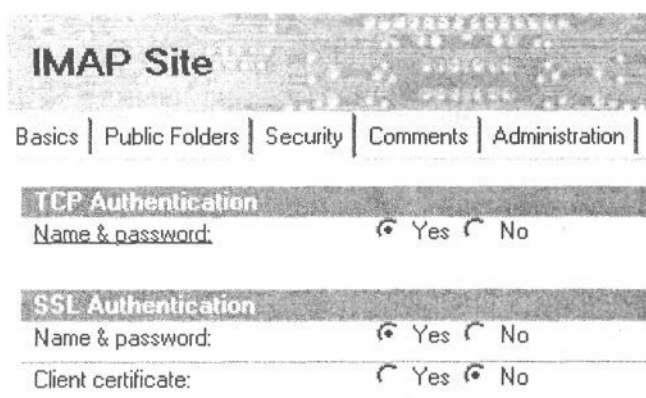 IMAP Site
Basics | Public Folders | Security | Comments | Administration |
TCP Authentication
Name & password: Yes No
SSL Authentication
Name & password: Yes No
Client certificate: Yes No